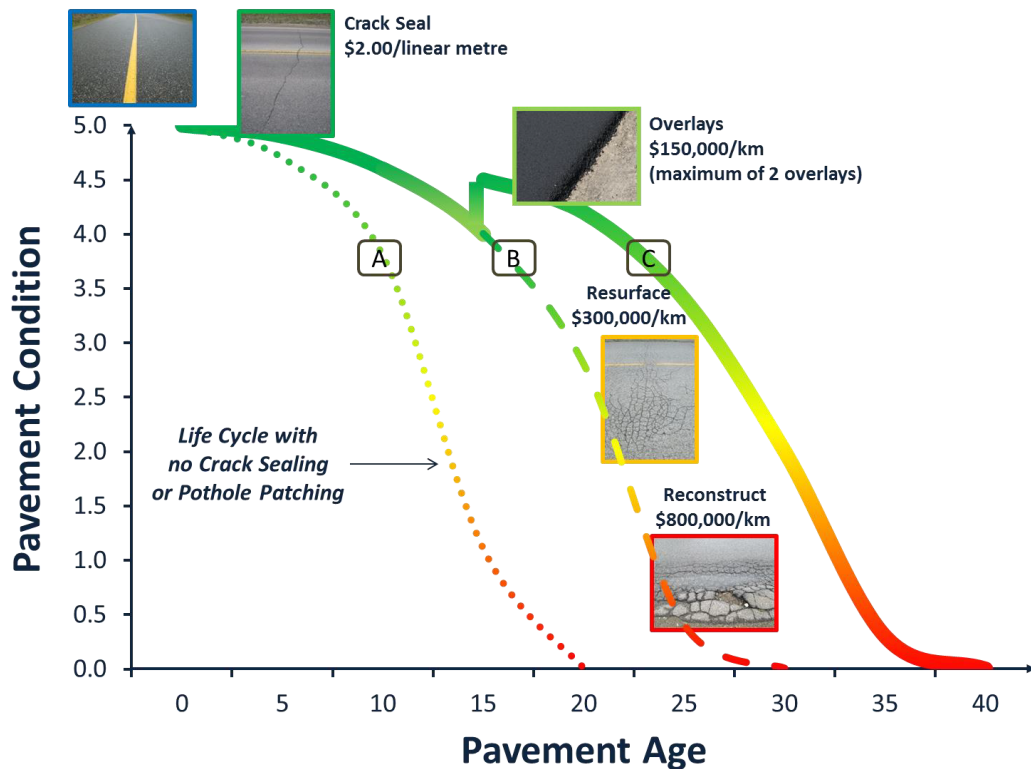 Crack Seal
$2.00/linear metre
Overlays
$150,000/km
(maximum of 2 overlays)
5.0
4.5
4.0
3.5
3.0
2.5
2.0
1.5
1.0
0.5
0.0
Pavement Condition
A
B
C
Resurface
$300,000/km
Life Cycle with
no Crack Sealing
or Pothole Patching
Reconstruct
$800,000/km
0 5 10 15 20 25 30 35 40
Pavement Age